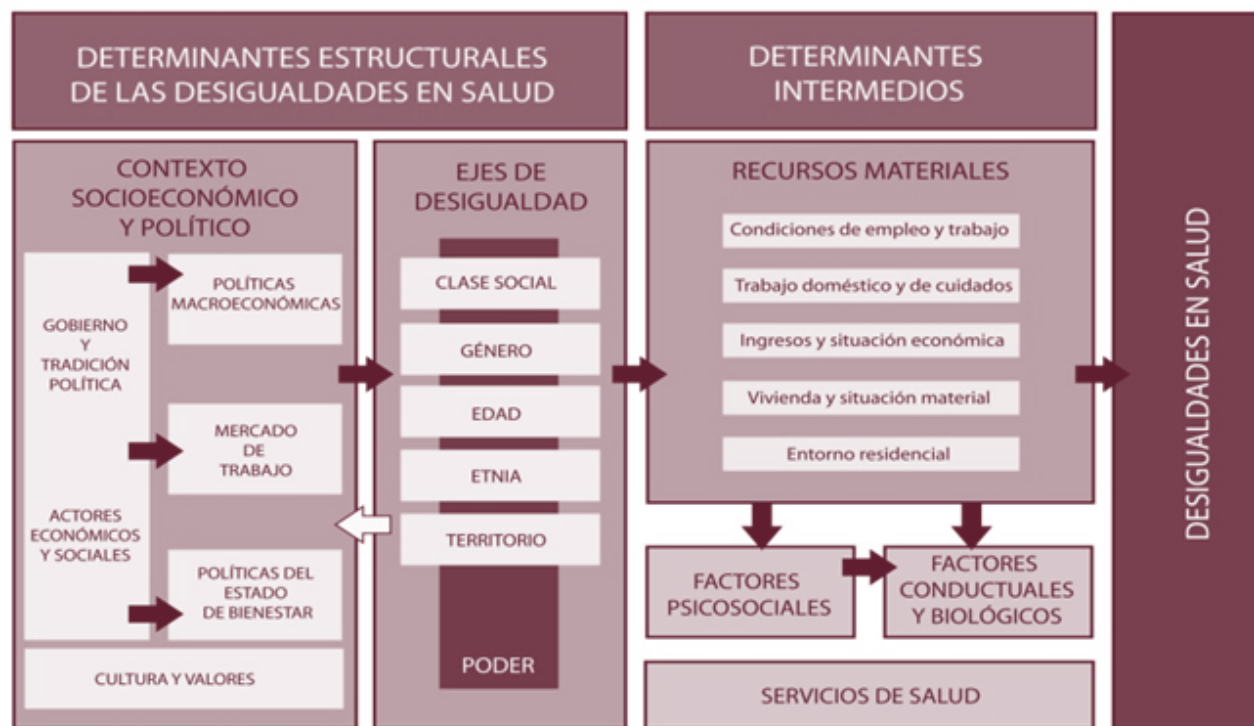 DETERMINANTES ESTRUCTURALES
DE LAS DESIGUALDADES EN SALUD
CONTEXTO
SOCIOECONÓMICO
Y POLÍTICO
GOBIERNO
Y
TRADICIÓN
POLÍTICA
ACTORES
ECONÓMICOS
Y SOCIALES
POLÍTICAS
MACROECONÓMICAS
MERCADO
DE
TRABAJO
POLÍTICAS DEL
ESTADO
DE BIENESTAR
CULTURA Y VALORES
EJES DE
DESIGUALDAD
CLASE SOCIAL
GÉNERO
EDAD
ETNIA
TERRITORIO
PODER
DETERMINANTES
INTERMEDIOS
RECURSOS MATERIALES
Condiciones de empleo y trabajo
Trabajo doméstico y de cuidados
Ingresos y situación económica
Vivienda y situación material
Entorno residencial
FACTORES
PSICOSOCIALES
FACTORES
CONDUCTUALES
Y BIOLÓGICOS
SERVICIOS DE SALUD
DESIGUALDADES EN SALUD